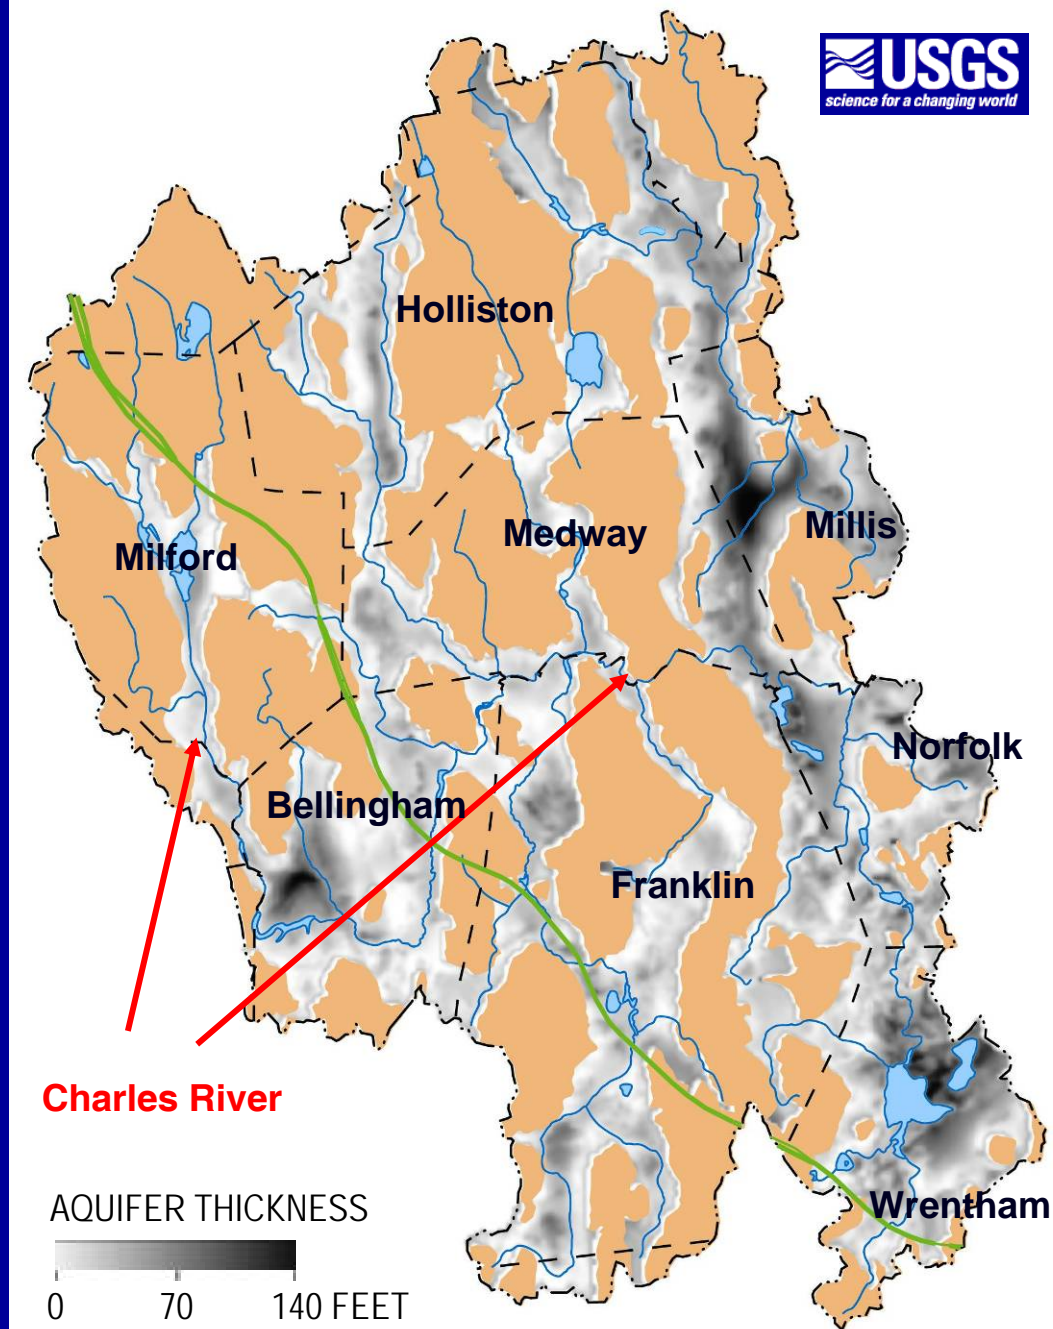 USGS
science for a changing world
Holliston
Medway
Millis
Milford
Norfolk
Bellingham
Franklin
Charles River
Wrentham
AQUIFER THICKNESS
0 70 140 FEET